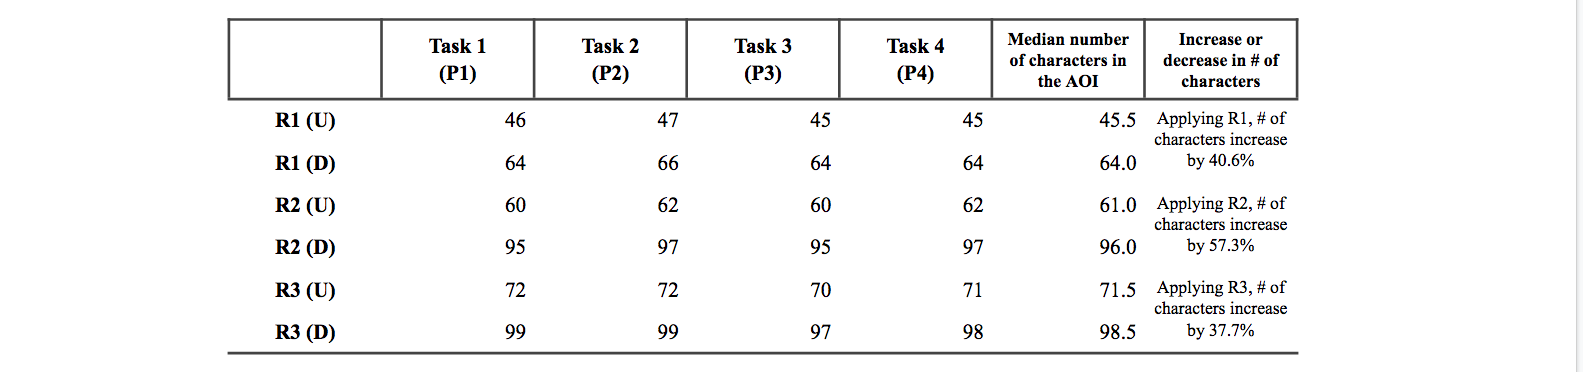 Task 1 (P1) Task 2 (P2) Task 3 (P3) Task 4 (P4) Median number of characters in the AOI Increase or decrease in # of characters
R1 (U) 46 47 45 45 45.5 Applying R1, # of characters increase by 40.6%
R1 (D) 64 66 64 64 64.0
R2 (U) 60 62 60 62 61.0 Applying R2, # of characters increase by 57.3%
R2 (D) 95 97 95 97 96.0
R3 (U) 72 72 70 71 71.5 Applying R3, # of characters increase by 37.7%
R3 (D) 99 99 97 98 98.5